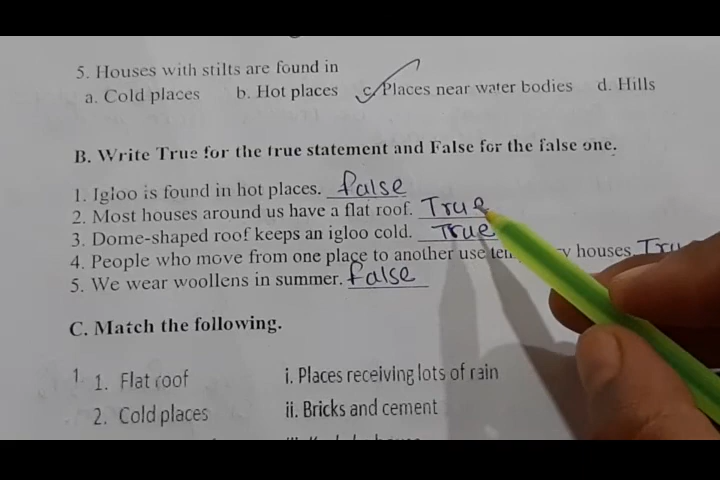 5. Houses with stilts are found in
a. Cold places b. Hot places c. Places near water bodies d. Hills
B. Write True for the true statement and False for the false one.
1. Igloo is found in hot places. false
2. Most houses around us have a flat roof. True
3. Dome-shaped roof keeps an igloo cold. True
4. People who move from one place to another use houses.
5. We wear woollens in summer. false
C. Match the following.
1 1. Flat roof i. Places receiving lots of rain
2. Cold places ii. Bricks and cement